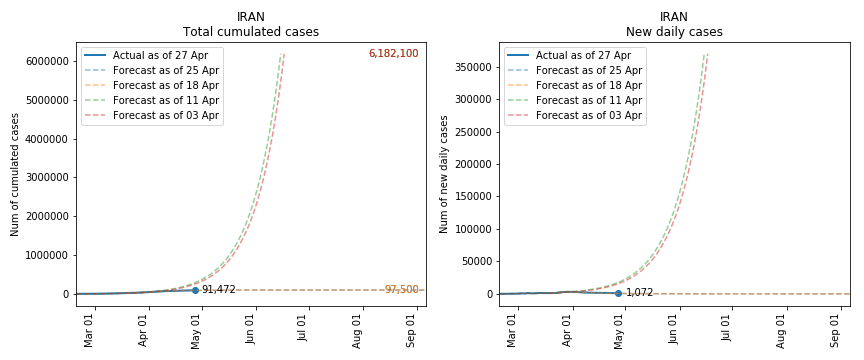 IRAN
Total cumulated cases
Num of cumulated cases
6000000
5000000
4000000
3000000
2000000
1000000
0
Actual as of 27 Apr
Forecast as of 25 Apr
Forecast as of 18 Apr
Forecast as of 11 Apr
Forecast as of 03 Apr
6,182,100
91,472
97,500
Mar 01
Apr 01
May 01
Jun 01
Jul 01
Aug 01
Sep 01
IRAN
New daily cases
Num of new daily cases
350000
300000
250000
200000
150000
100000
50000
0
Actual as of 27 Apr
Forecast as of 25 Apr
Forecast as of 18 Apr
Forecast as of 11 Apr
Forecast as of 03 Apr
1,072
Mar 01
Apr 01
May 01
Jun 01
Jul 01
Aug 01
Sep 01